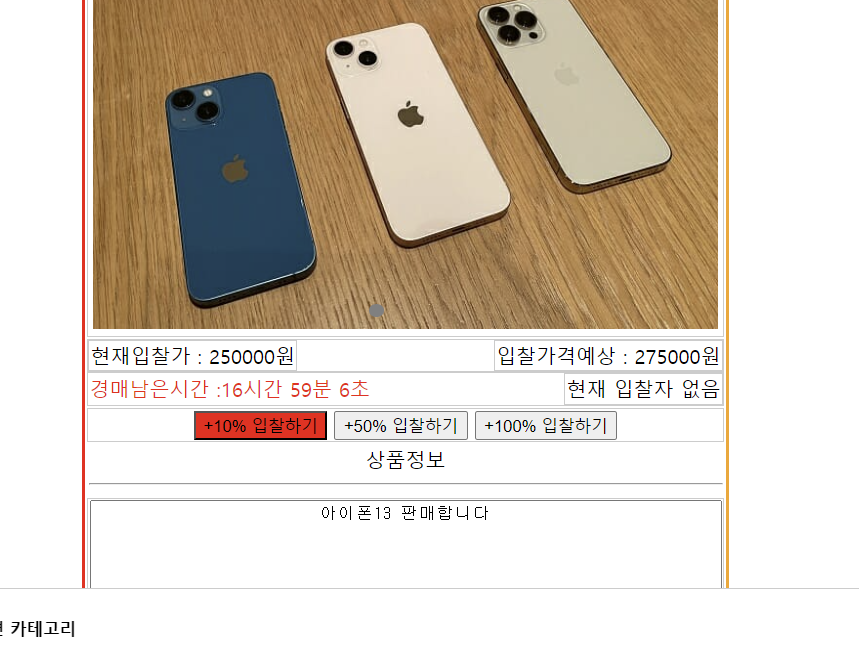 현재입찰가 : 250000원 입찰가격예상 : 275000원
경매남은시간 :16시간 59분 6초 현재 입찰자 없음
+10% 입찰하기 +50% 입찰하기 +100% 입찰하기
상품정보
아이폰13 판매합니다
카테고리